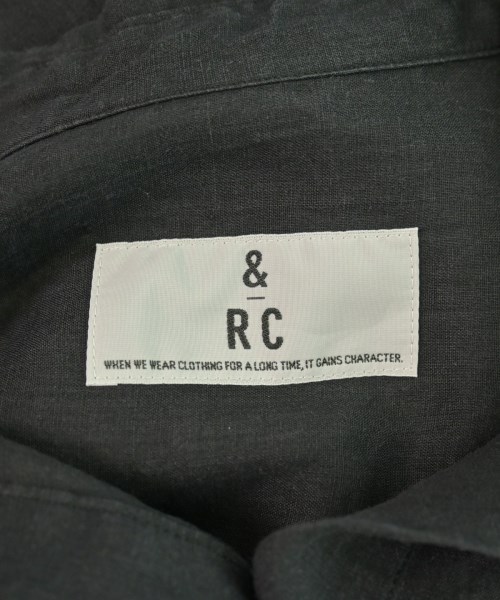 &
RC
WHEN WE WEAR CLOTHING FOR A LONG TIME, IT GAINS CHARACTER.